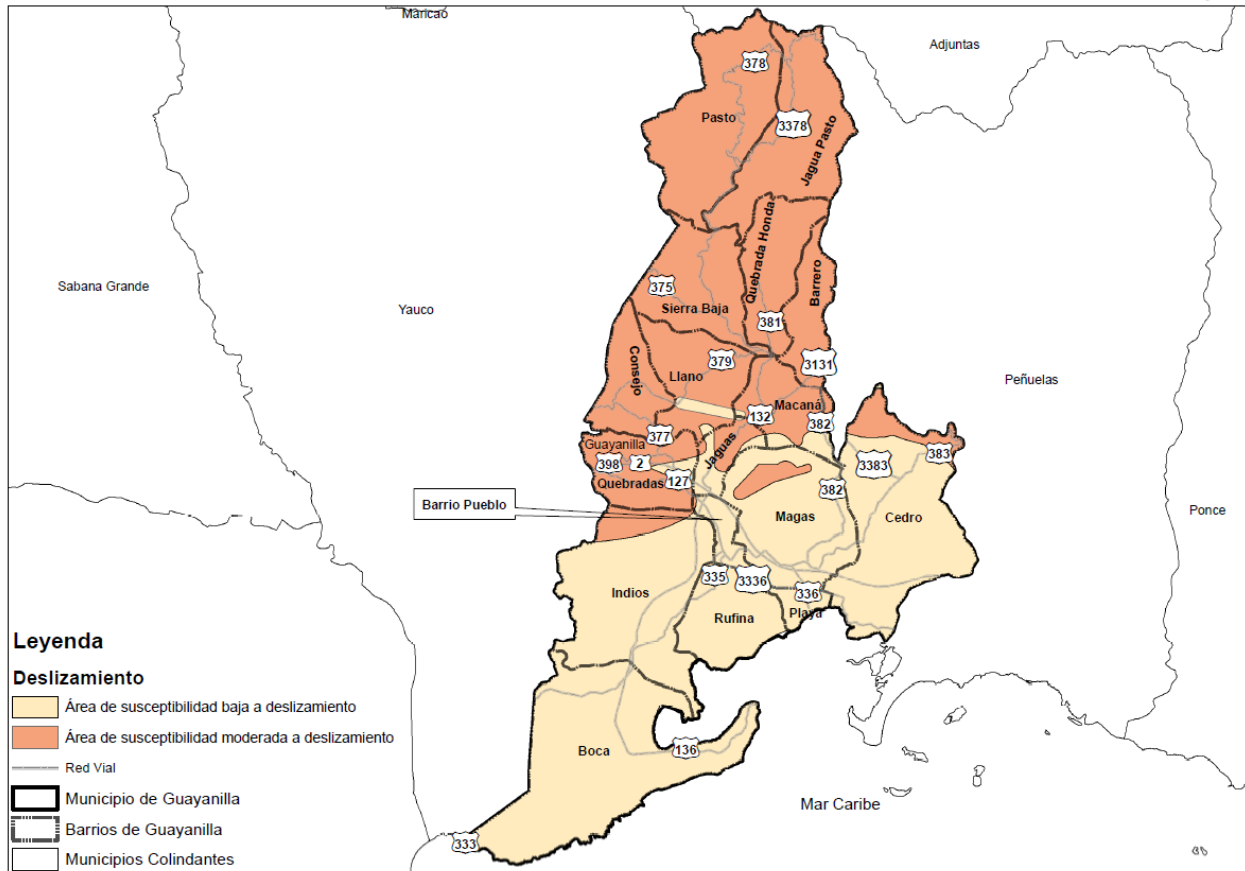 Maricao
Adjuntas
378
Pasto
3378
Jagua Pasto
Sabana Grande
Yauco
375
Sierra Baja
Quebrada Honda
Barrero
381
Consejo
379
Llano
3131
Peñuelas
Macaná
132
382
377
Guayanilla
398
2
Jaguas
3383
383
Quebradas
127
382
Barrio Pueblo
Magas
Cedro
Ponce
335
3336
336
Indios
Rufina
Playa
Leyenda
Deslizamiento
Área de susceptibilidad baja a deslizamiento
Área de susceptibilidad moderada a deslizamiento
Red Vial
Municipio de Guayanilla
Barrios de Guayanilla
Municipios Colindantes
Boca
136
Mar Caribe
333